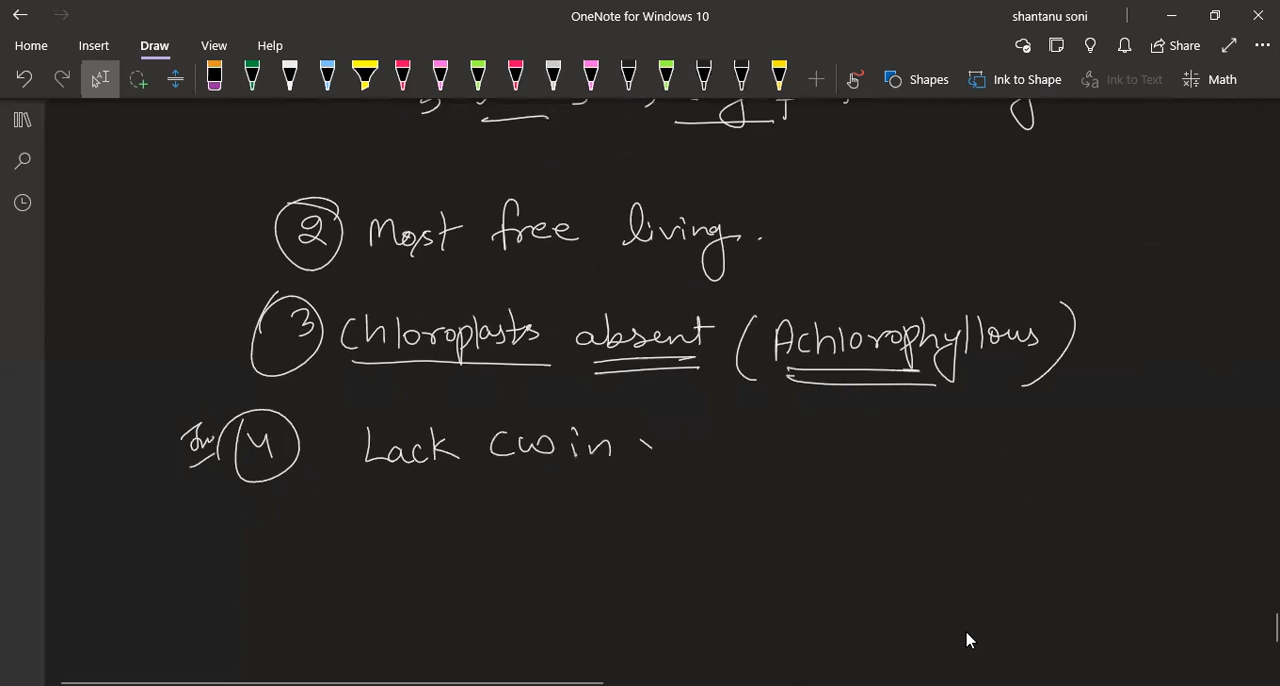 OneNote for Windows 10
shantanu soni
Home Insert Draw View Help
Share
Shapes Ink to Shape Ink to Text Math
2 Most free living.
3 Chloroplasts absent (Achlorophyllous)
4 Lack CW in